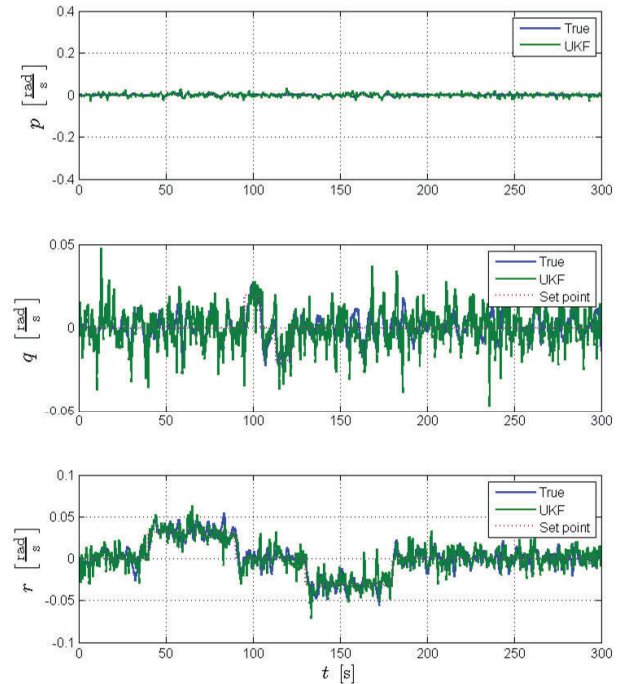 0.4
0.2
0
-0.2
-0.4
p [rad/s]
True
UKF
0 50 100 150 200 250 300
0.05
0
-0.05
q [rad/s]
True
UKF
Set point
0 50 100 150 200 250 300
0.1
0.05
0
-0.05
-0.1
r [rad/s]
True
UKF
Set point
0 50 100 150 200 250 300
t [s]